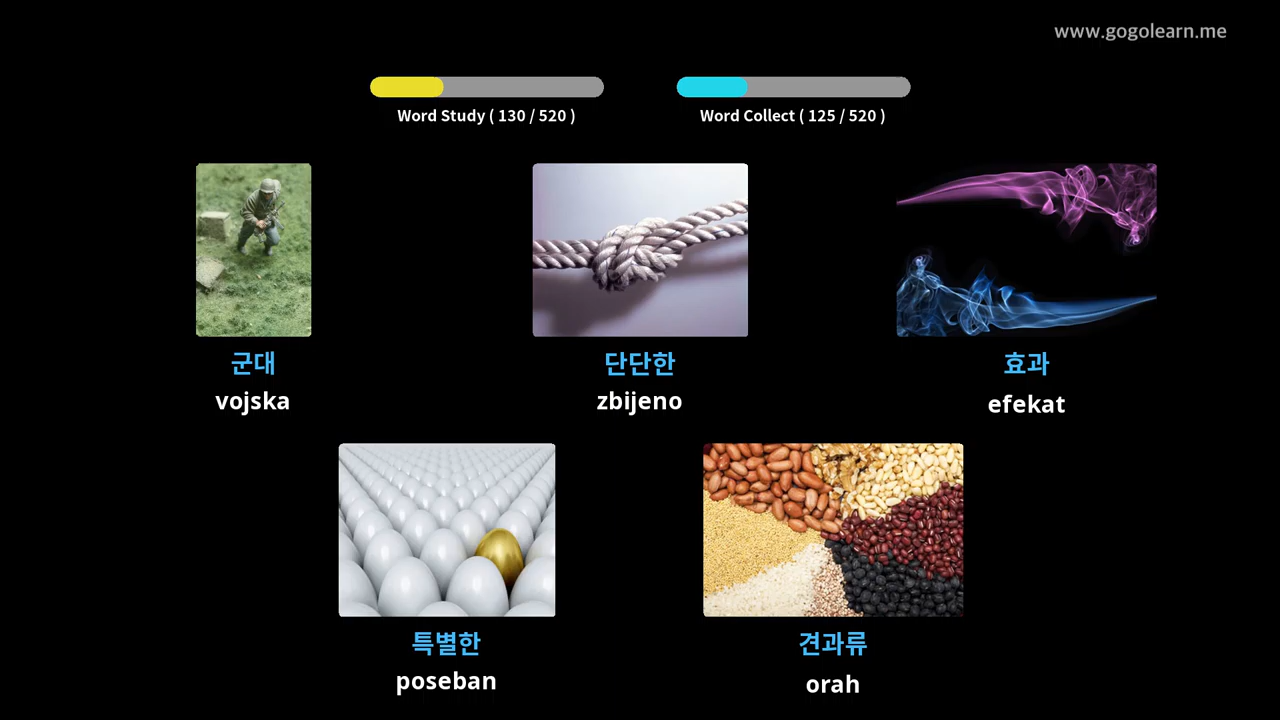 www.gogolearn.me
Word Study ( 130 / 520 )
Word Collect ( 125 / 520 )
군대
vojska
단단한
zbijeno
효과
efekat
특별한
poseban
견과류
orah